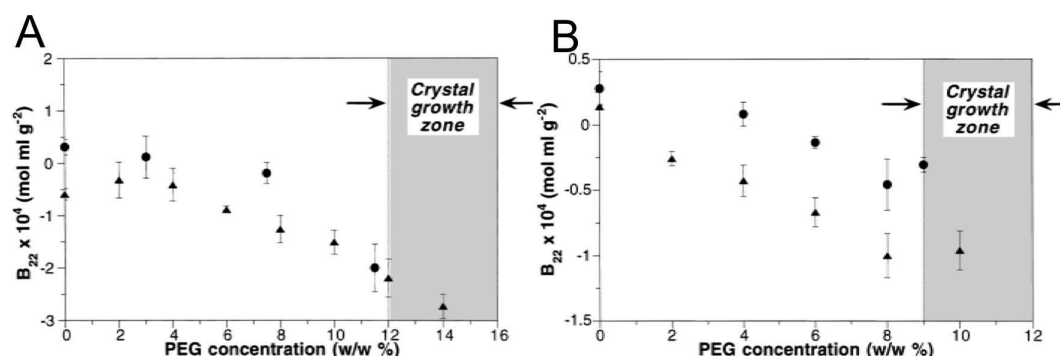 A
B₂₂ x 10⁴ (mol ml g⁻²)
2
1
0
-1
-2
-3
Crystal
growth
zone
0 2 4 6 8 10 12 14 16
PEG concentration (w/w %)
B
B₂₂ x 10⁴ (mol ml g⁻²)
0.5
0
-0.5
-1
-1.5
Crystal
growth
zone
0 2 4 6 8 10 12
PEG concentration (w/w %)